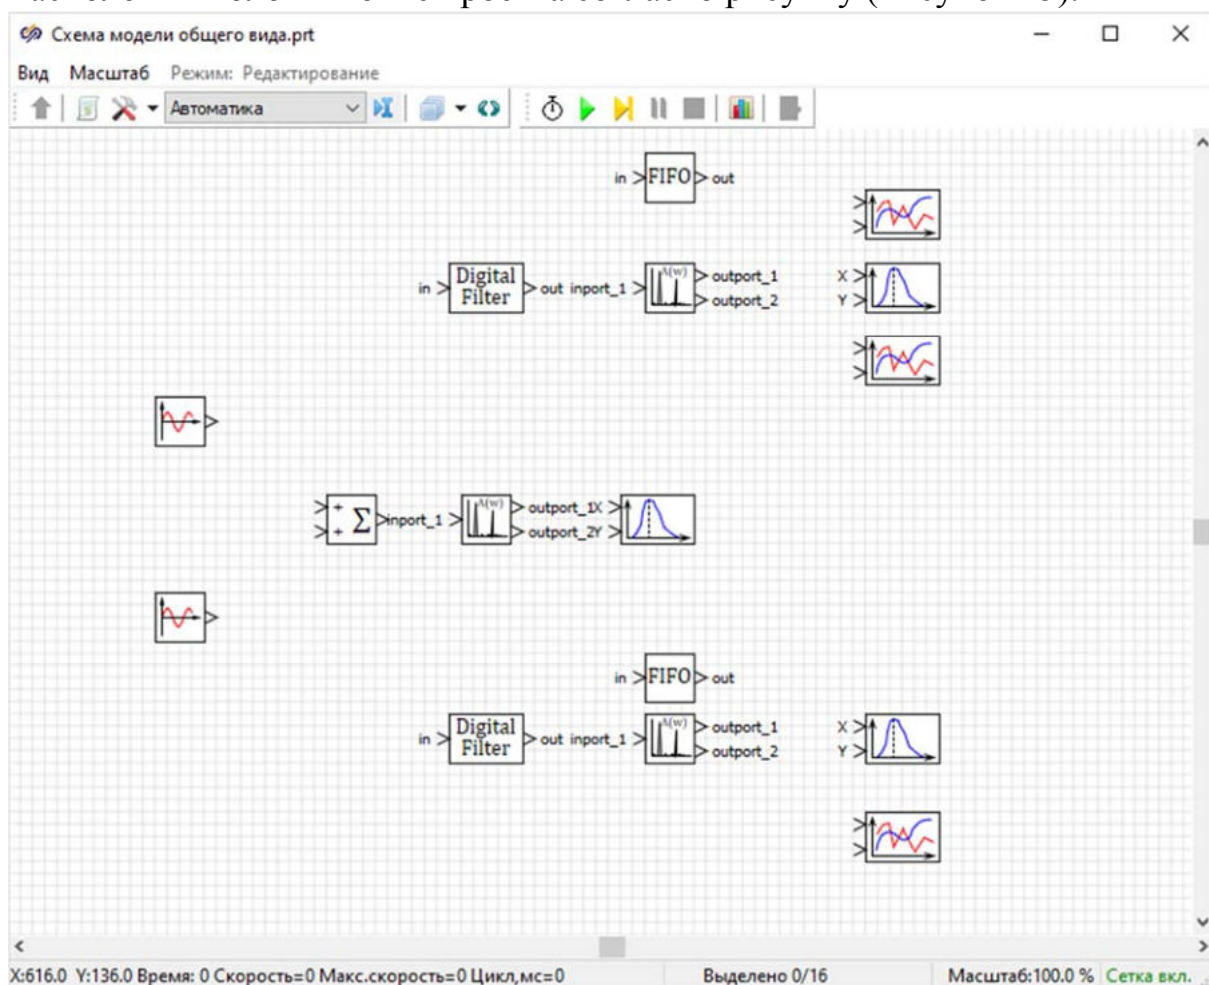 Схема модели общего вида.prt
Вид Масштаб Режим: Редактирование
Автоматика
in FIFO out
in Digital Filter out inport_1 A(w) outport_1
outport_2
X
Y
+
+ Σ inport_1 A(w) outport_1X
outport_2Y
in FIFO out
in Digital Filter out inport_1 A(w) outport_1
outport_2
X
Y
X:616.0 Y:136.0 Время: 0 Скорость=0 Макс.скорость=0 Цикл,мс=0 Выделено 0/16 Масштаб:100.0 % Сетка вкл.